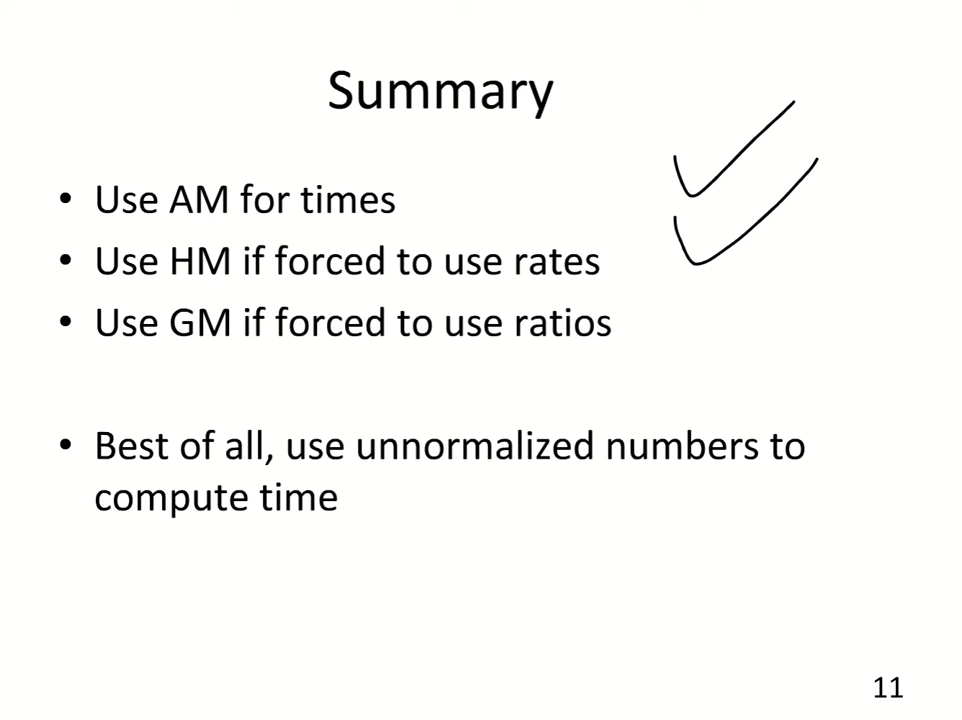 Summary
• Use AM for times
• Use HM if forced to use rates
• Use GM if forced to use ratios
• Best of all, use unnormalized numbers to
compute time
11